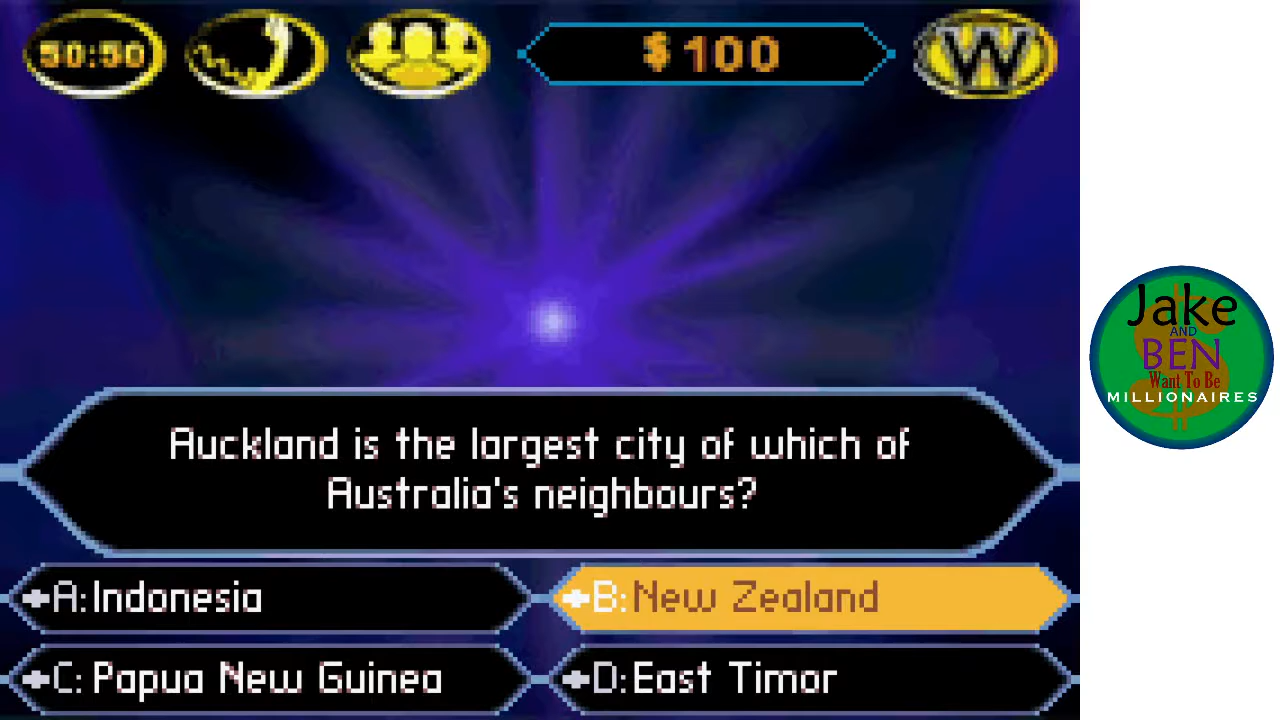 50:50
$100
W
Auckland is the largest city of which of
Australia's neighbours?
A: Indonesia
B: New Zealand
C: Papua New Guinea
D: East Timor
Jake
AND
BEN
Want To Be
MILLIONAIRES